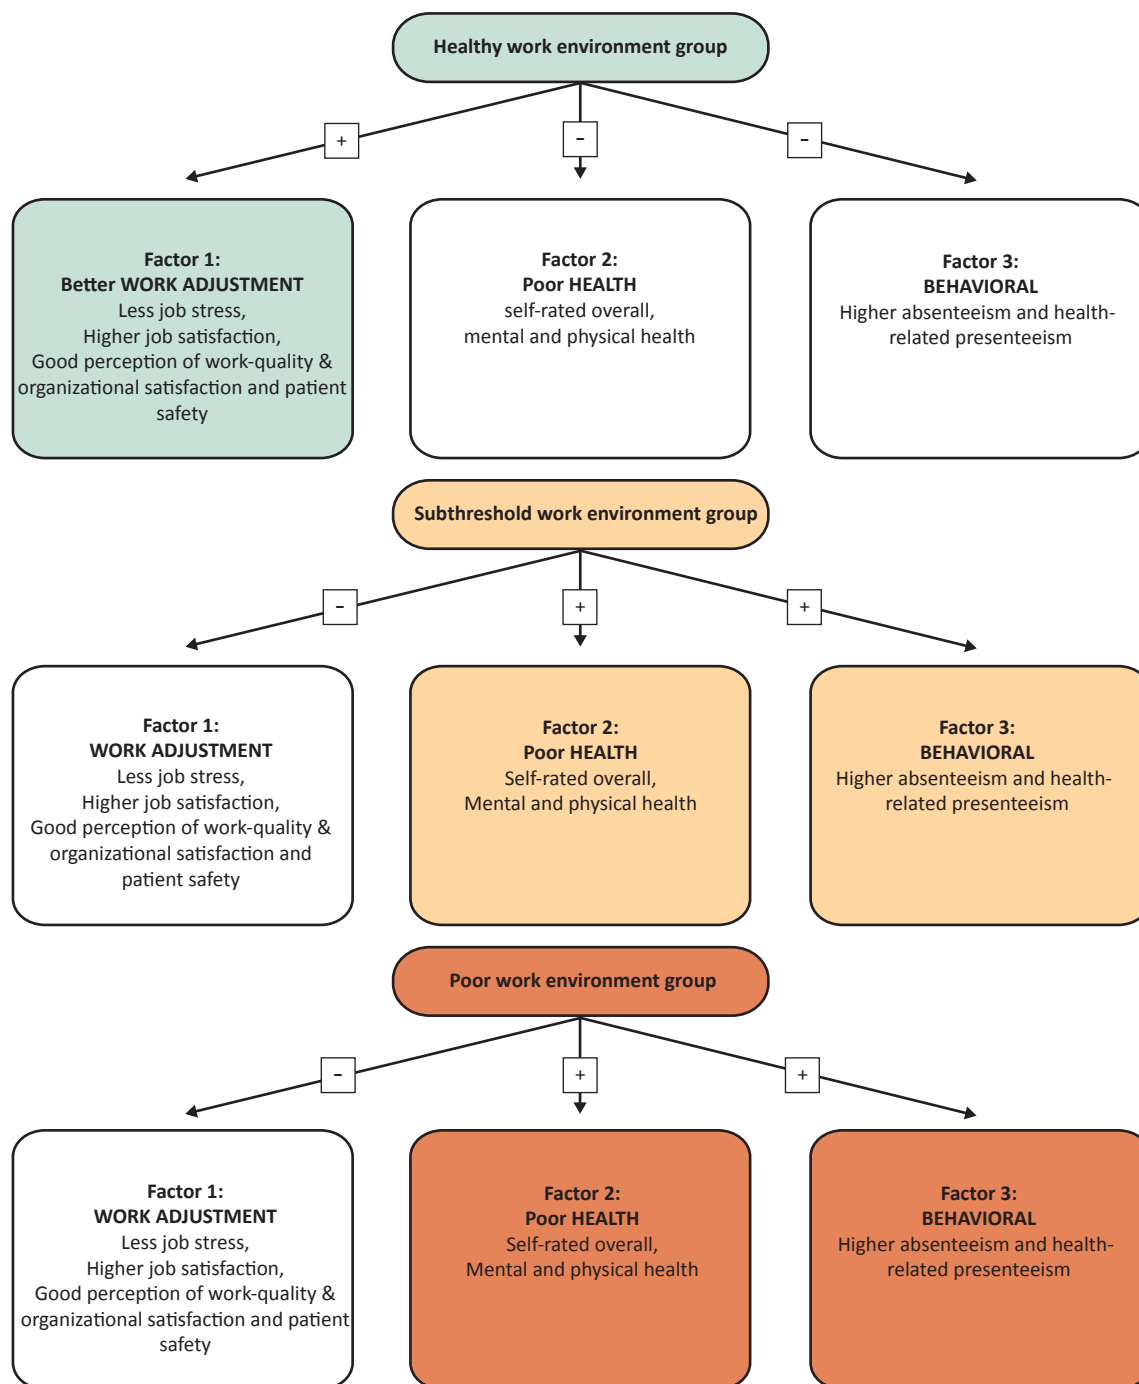 Healthy work environment group
+
−
−
Factor 1:
Better WORK ADJUSTMENT
Less job stress,
Higher job satisfaction,
Good perception of work-quality &
organizational satisfaction and patient
safety
Factor 2:
Poor HEALTH
self-rated overall,
mental and physical health
Factor 3:
BEHAVIORAL
Higher absenteeism and health-
related presenteeism
Subthreshold work environment group
−
+
+
Factor 1:
WORK ADJUSTMENT
Less job stress,
Higher job satisfaction,
Good perception of work-quality &
organizational satisfaction and
patient safety
Factor 2:
Poor HEALTH
Self-rated overall,
Mental and physical health
Factor 3:
BEHAVIORAL
Higher absenteeism and health-
related presenteeism
Poor work environment group
−
+
+
Factor 1:
WORK ADJUSTMENT
Less job stress,
Higher job satisfaction,
Good perception of work-quality &
organizational satisfaction and patient
safety
Factor 2:
Poor HEALTH
Self-rated overall,
Mental and physical health
Factor 3:
BEHAVIORAL
Higher absenteeism and health-
related presenteeism